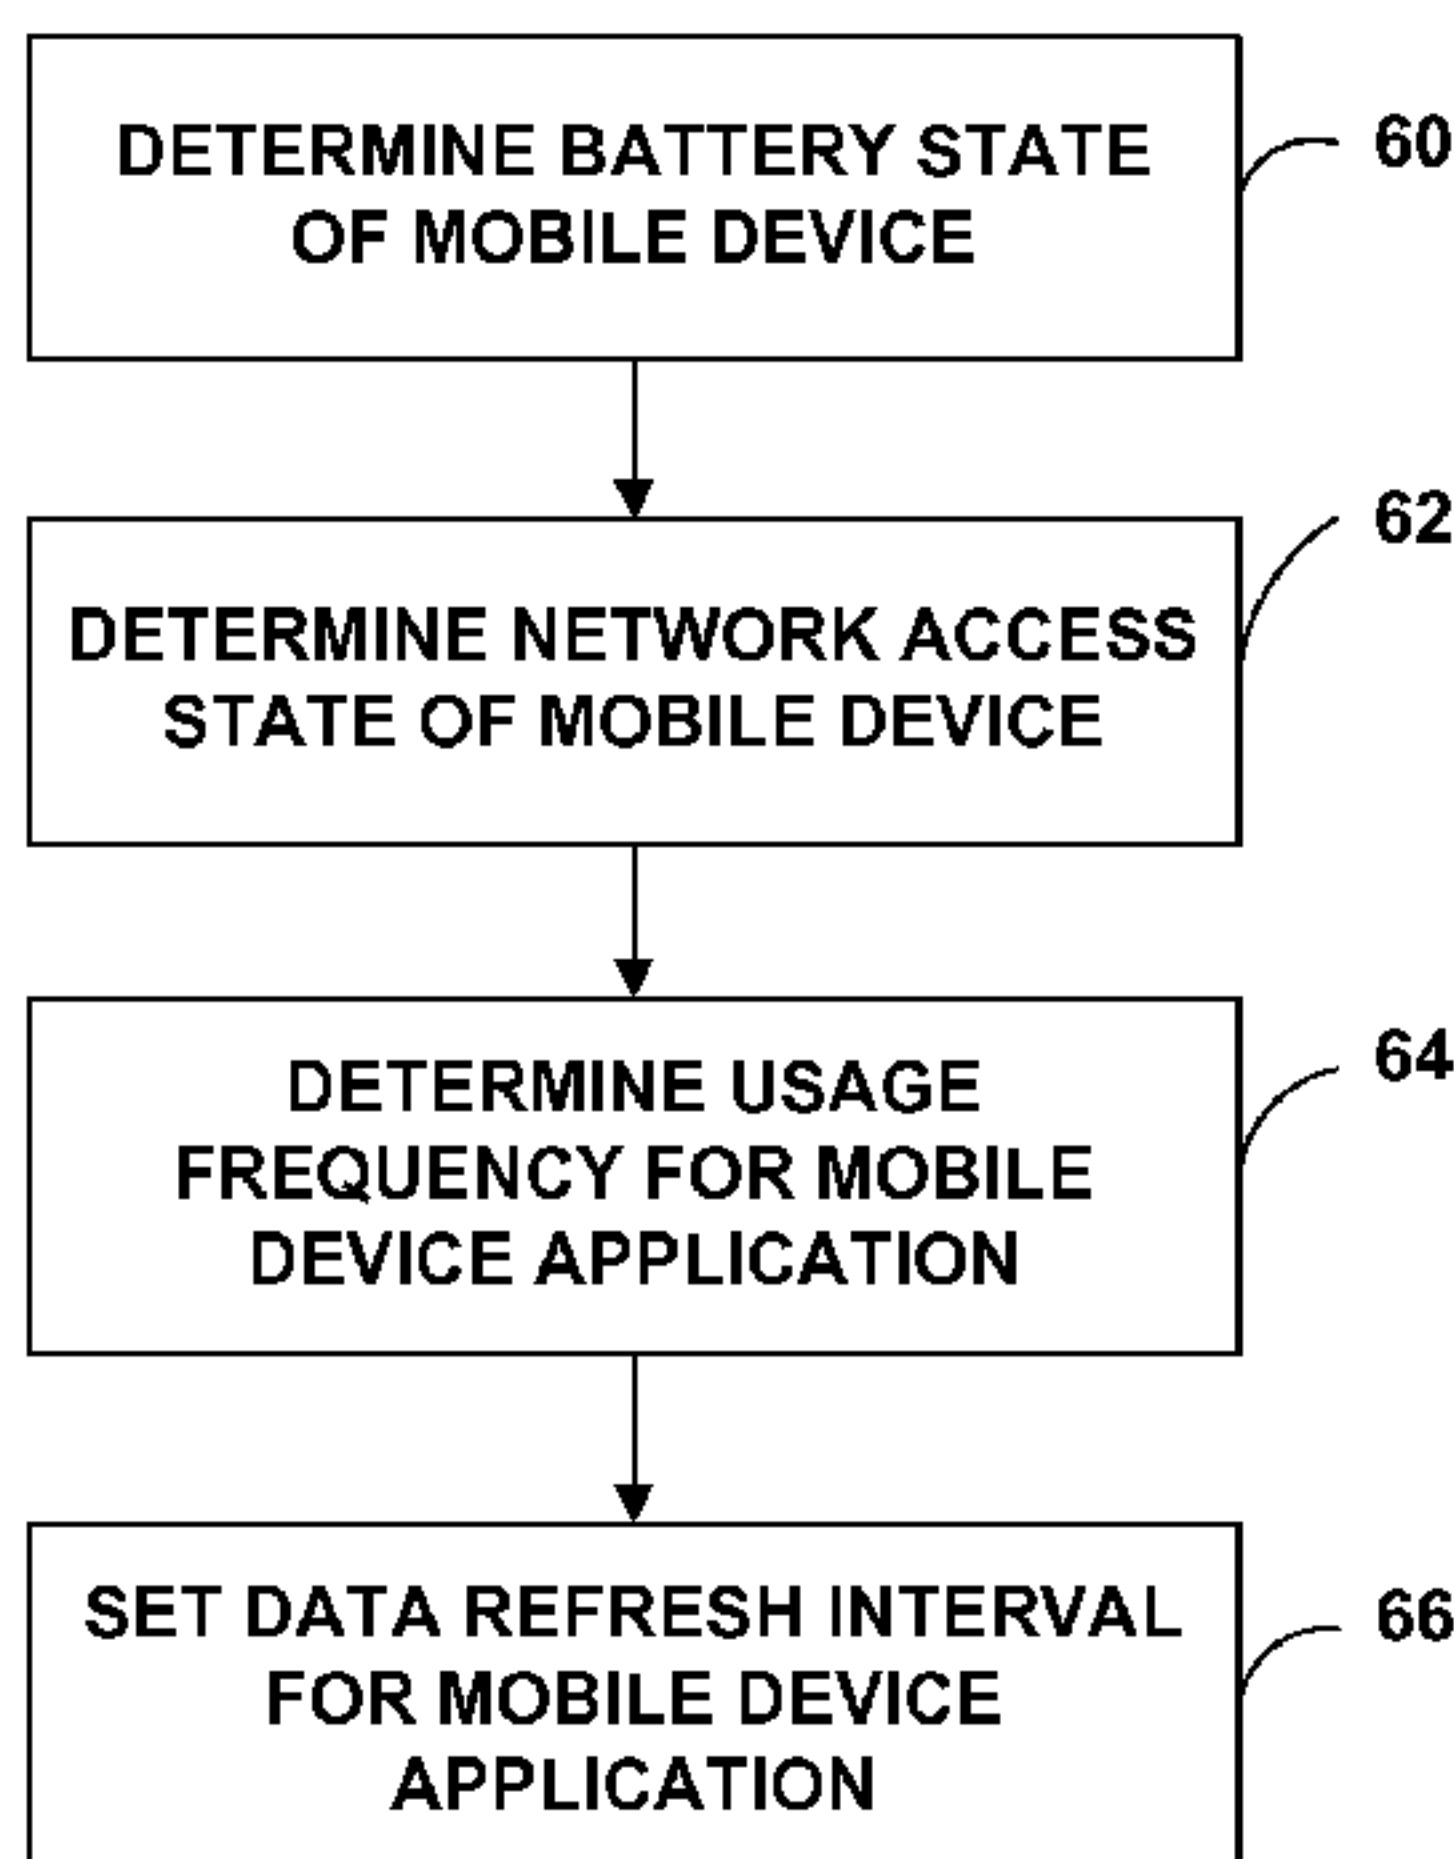 DETERMINE BATTERY STATE
OF MOBILE DEVICE
60
DETERMINE NETWORK ACCESS
STATE OF MOBILE DEVICE
62
DETERMINE USAGE
FREQUENCY FOR MOBILE
DEVICE APPLICATION
64
SET DATA REFRESH INTERVAL
FOR MOBILE DEVICE
APPLICATION
66